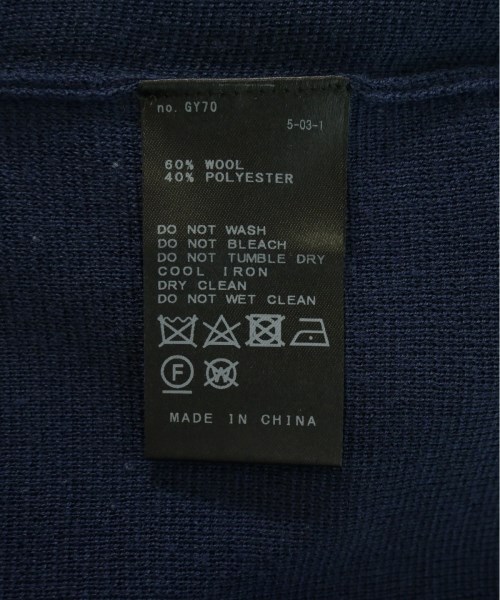 no. GY70
5-03-1
60% WOOL
40% POLYESTER
DO NOT WASH
DO NOT BLEACH
DO NOT TUMBLE DRY
COOL IRON
DRY CLEAN
DO NOT WET CLEAN
F W
MADE IN CHINA